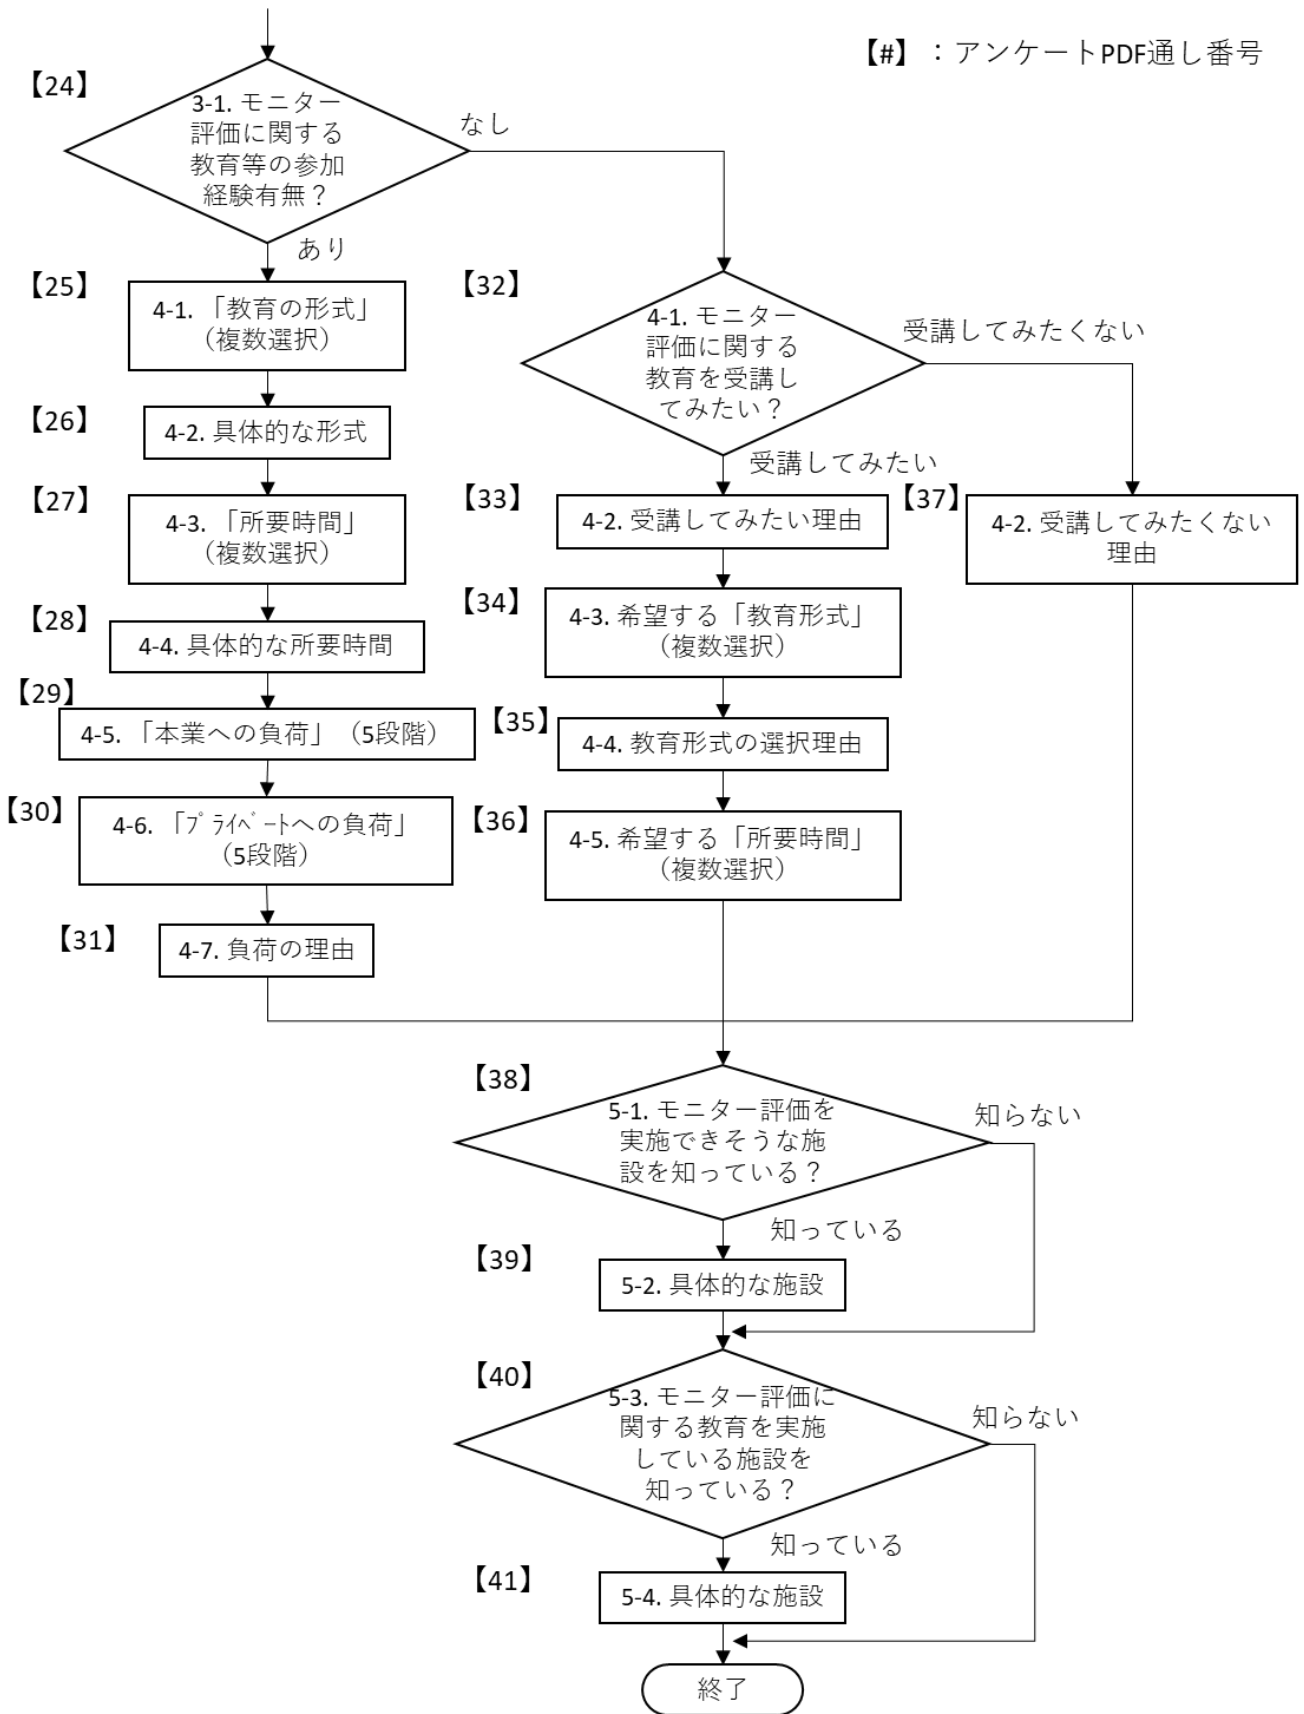 【#】：アンケートPDF通し番号
【24】
3-1. モニター
評価に関する
教育等の参加
経験有無？
なし
あり
【25】
4-1. 「教育の形式」
（複数選択）
【26】
4-2. 具体的な形式
【27】
4-3. 「所要時間」
（複数選択）
【28】
4-4. 具体的な所要時間
【29】
4-5. 「本業への負荷」（5段階）
【30】
4-6. 「ﾌﾟﾗｲﾍﾞｰﾄへの負荷」
（5段階）
【31】
4-7. 負荷の理由
【32】
4-1. モニター
評価に関する
教育を受講し
てみたい？
受講してみたくない
受講してみたい
【33】
4-2. 受講してみたい理由
【34】
4-3. 希望する「教育形式」
（複数選択）
【35】
4-4. 教育形式の選択理由
【36】
4-5. 希望する「所要時間」
（複数選択）
【37】
4-2. 受講してみたくない
理由
【38】
5-1. モニター評価を
実施できそうな施
設を知っている？
知らない
知っている
【39】
5-2. 具体的な施設
【40】
5-3. モニター評価に
関する教育を実施
している施設を
知っている？
知らない
知っている
【41】
5-4. 具体的な施設
終了